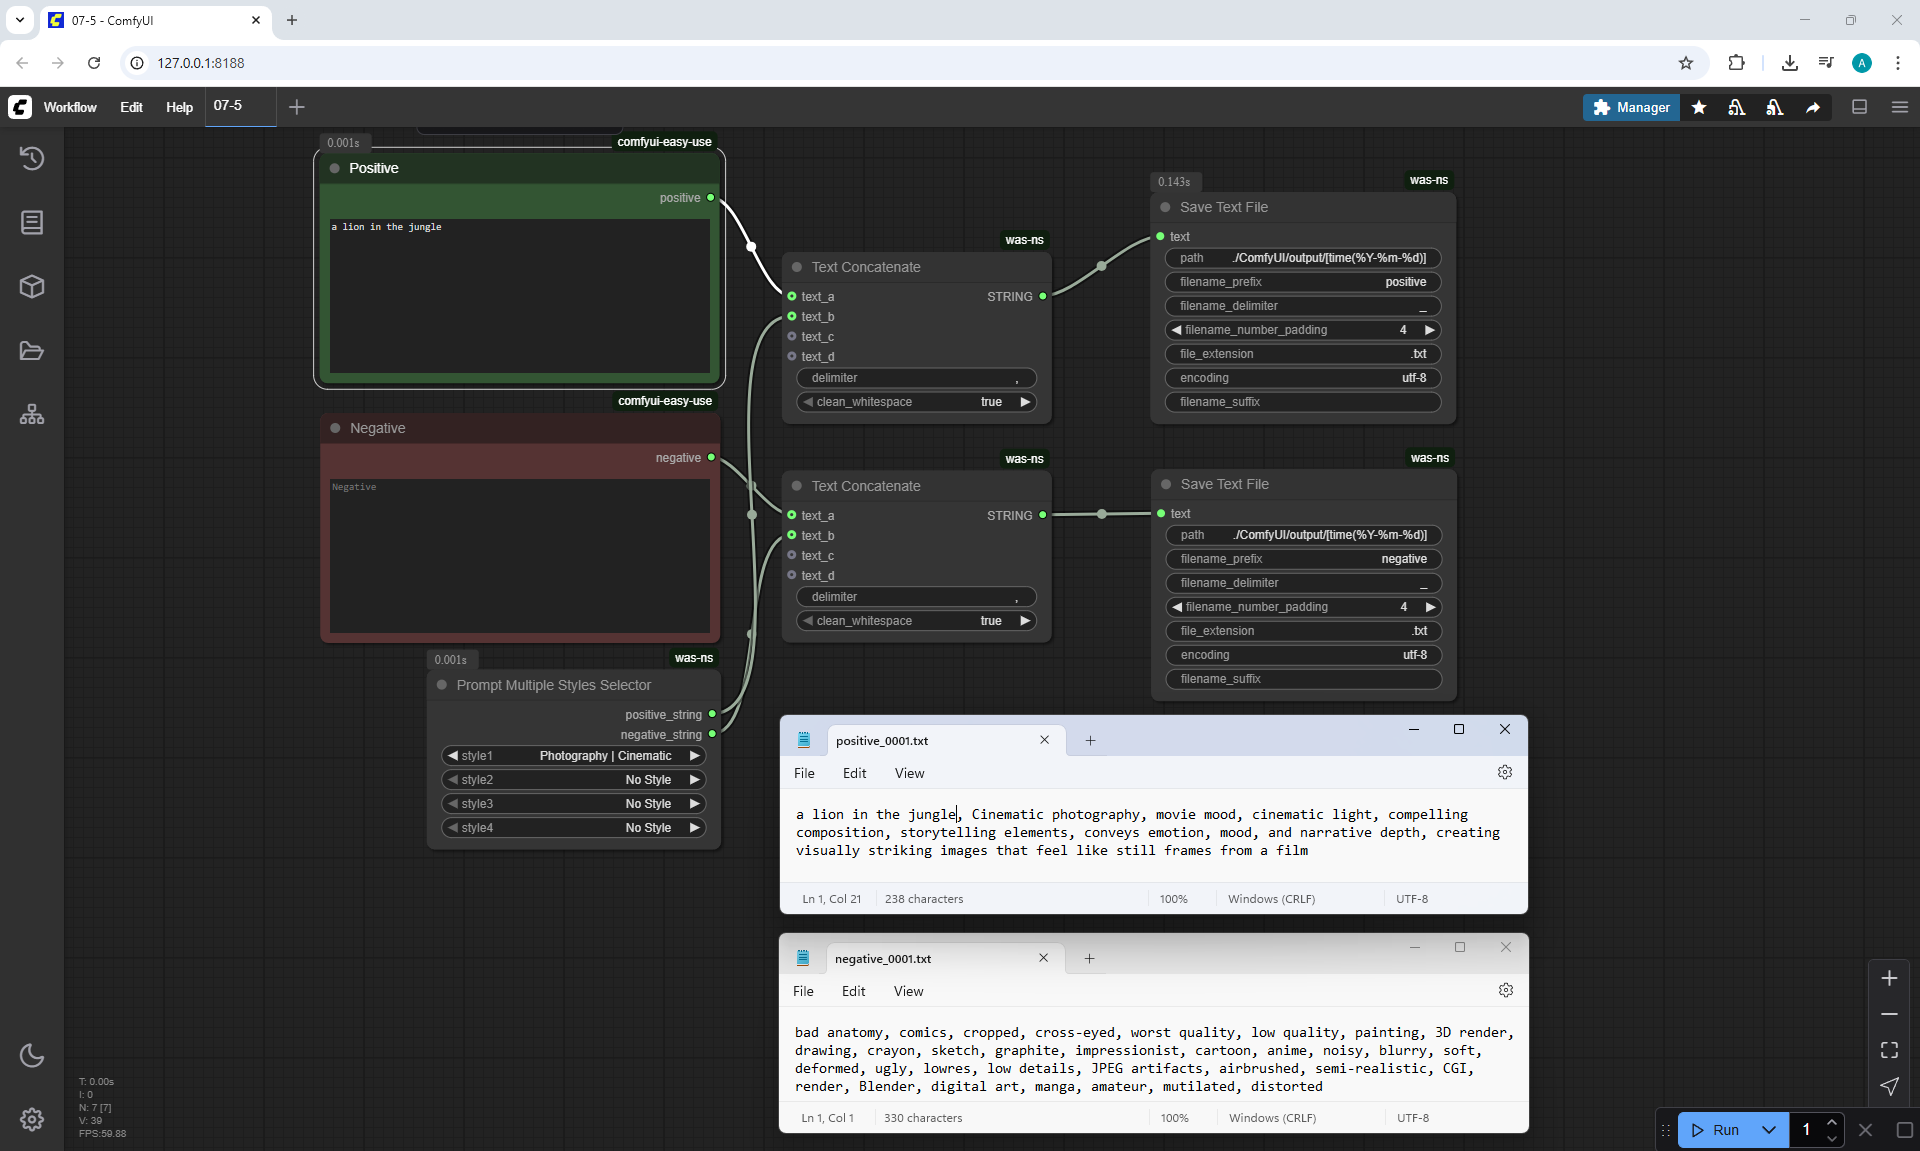 07-5 - ComfyUI
127.0.0.1:8188
A
Workflow Edit Help 07-5
Manager
0.001s
comfyui-easy-use
Positive
positive
a lion in the jungle
comfyui-easy-use
Negative
negative
Negative
0.001s
was-ns
Prompt Multiple Styles Selector
positive_string
negative_string
style1 Photography | Cinematic
style2 No Style
style3 No Style
style4 No Style
was-ns
Text Concatenate
text_a STRING
text_b
text_c
text_d
delimiter ,
clean_whitespace true
was-ns
Text Concatenate
text_a STRING
text_b
text_c
text_d
delimiter ,
clean_whitespace true
0.143s
was-ns
Save Text File
text
path ./ComfyUI/output/[time(%Y-%m-%d)]
filename_prefix positive
filename_delimiter _
filename_number_padding 4
file_extension .txt
encoding utf-8
filename_suffix
was-ns
Save Text File
text
path ./ComfyUI/output/[time(%Y-%m-%d)]
filename_prefix negative
filename_delimiter _
filename_number_padding 4
file_extension .txt
encoding utf-8
filename_suffix
positive_0001.txt
File Edit View
a lion in the jungle, Cinematic photography, movie mood, cinematic light, compelling
composition, storytelling elements, conveys emotion, mood, and narrative depth, creating
visually striking images that feel like still frames from a film
Ln 1, Col 21 238 characters 100% Windows (CRLF) UTF-8
negative_0001.txt
File Edit View
bad anatomy, comics, cropped, cross-eyed, worst quality, low quality, painting, 3D render,
drawing, crayon, sketch, graphite, impressionist, cartoon, anime, noisy, blurry, soft,
deformed, ugly, lowres, low details, JPEG artifacts, airbrushed, semi-realistic, CGI,
render, Blender, digital art, manga, amateur, mutilated, distorted
Ln 1, Col 1 330 characters 100% Windows (CRLF) UTF-8
T: 0.00s
I: 0
N: 7 [7]
V: 39
FPS:59.88
Run 1